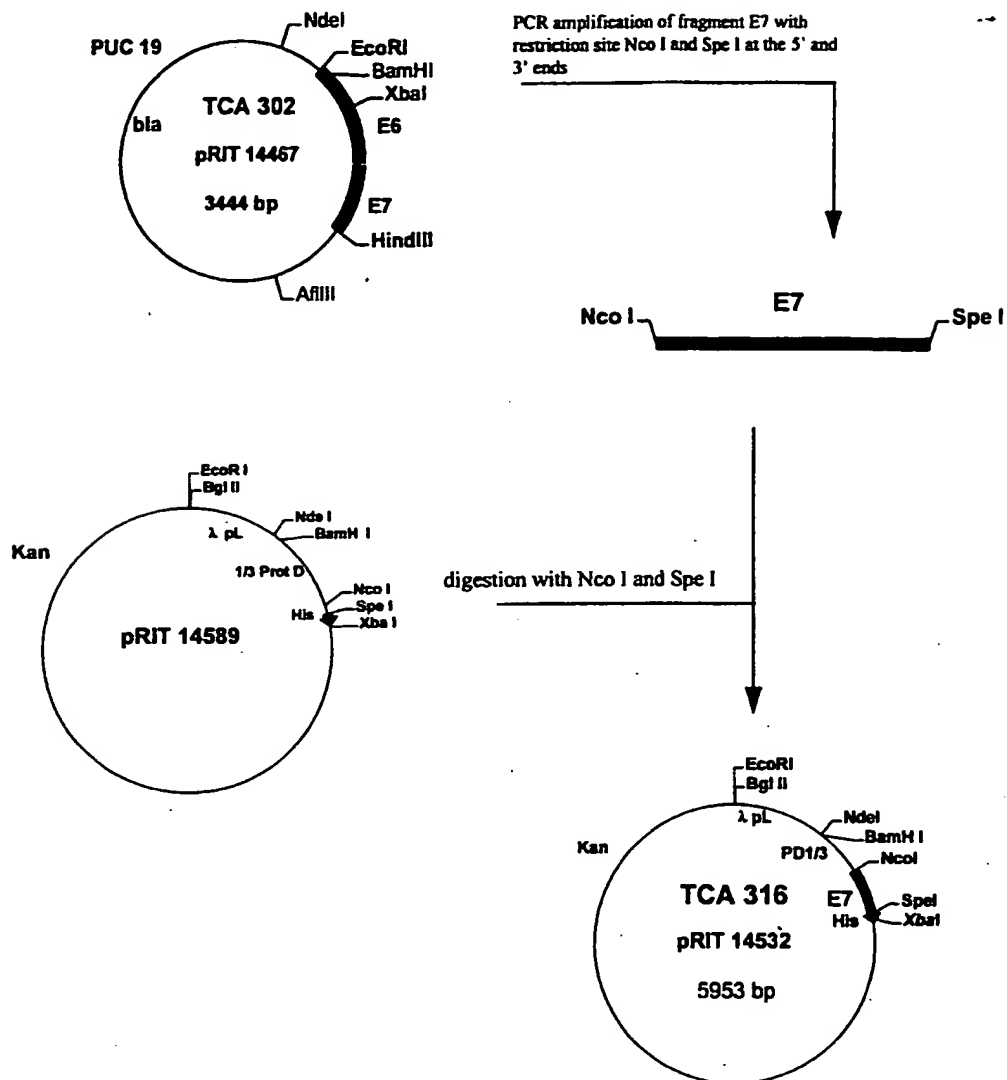 PUC 19
NdeI
EcoRI
BamHI
XbaI
TCA 302
bla
E6
pRIT 14467
3444 bp
E7
HindIII
AflIII
PCR amplification of fragment E7 with
restriction site Nco I and Spe I at the 5' and
3' ends
E7
Nco I
Spe I
EcoR I
Bgl II
λ pL
Nde I
BamH I
Kan
1/3 Prot D
Nco I
Spe I
His
Xba I
pRIT 14589
digestion with Nco I and Spe I
EcoRI
Bgl II
λ pL
NdeI
BamH I
Kan
PD1/3
NcoI
TCA 316
E7
SpeI
His
XbaI
pRIT 14532
5953 bp